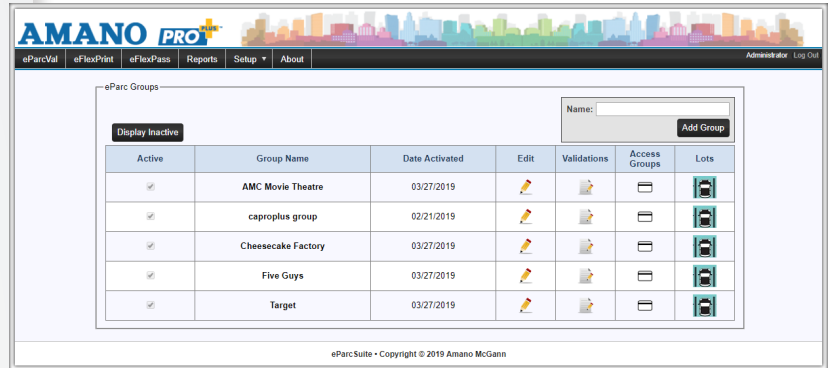 AMANO PRO PLUS
eParcVal eFlexPrint eFlexPass Reports Setup ▼ About Administrator Log Out
eParc Groups
Name:
Display Inactive Add Group
Active Group Name Date Activated Edit Validations Access Groups Lots
AMC Movie Theatre 03/27/2019
caproplus group 02/21/2019
Cheesecake Factory 03/27/2019
Five Guys 03/27/2019
Target 03/27/2019
eParcSuite • Copyright © 2019 Amano McGann